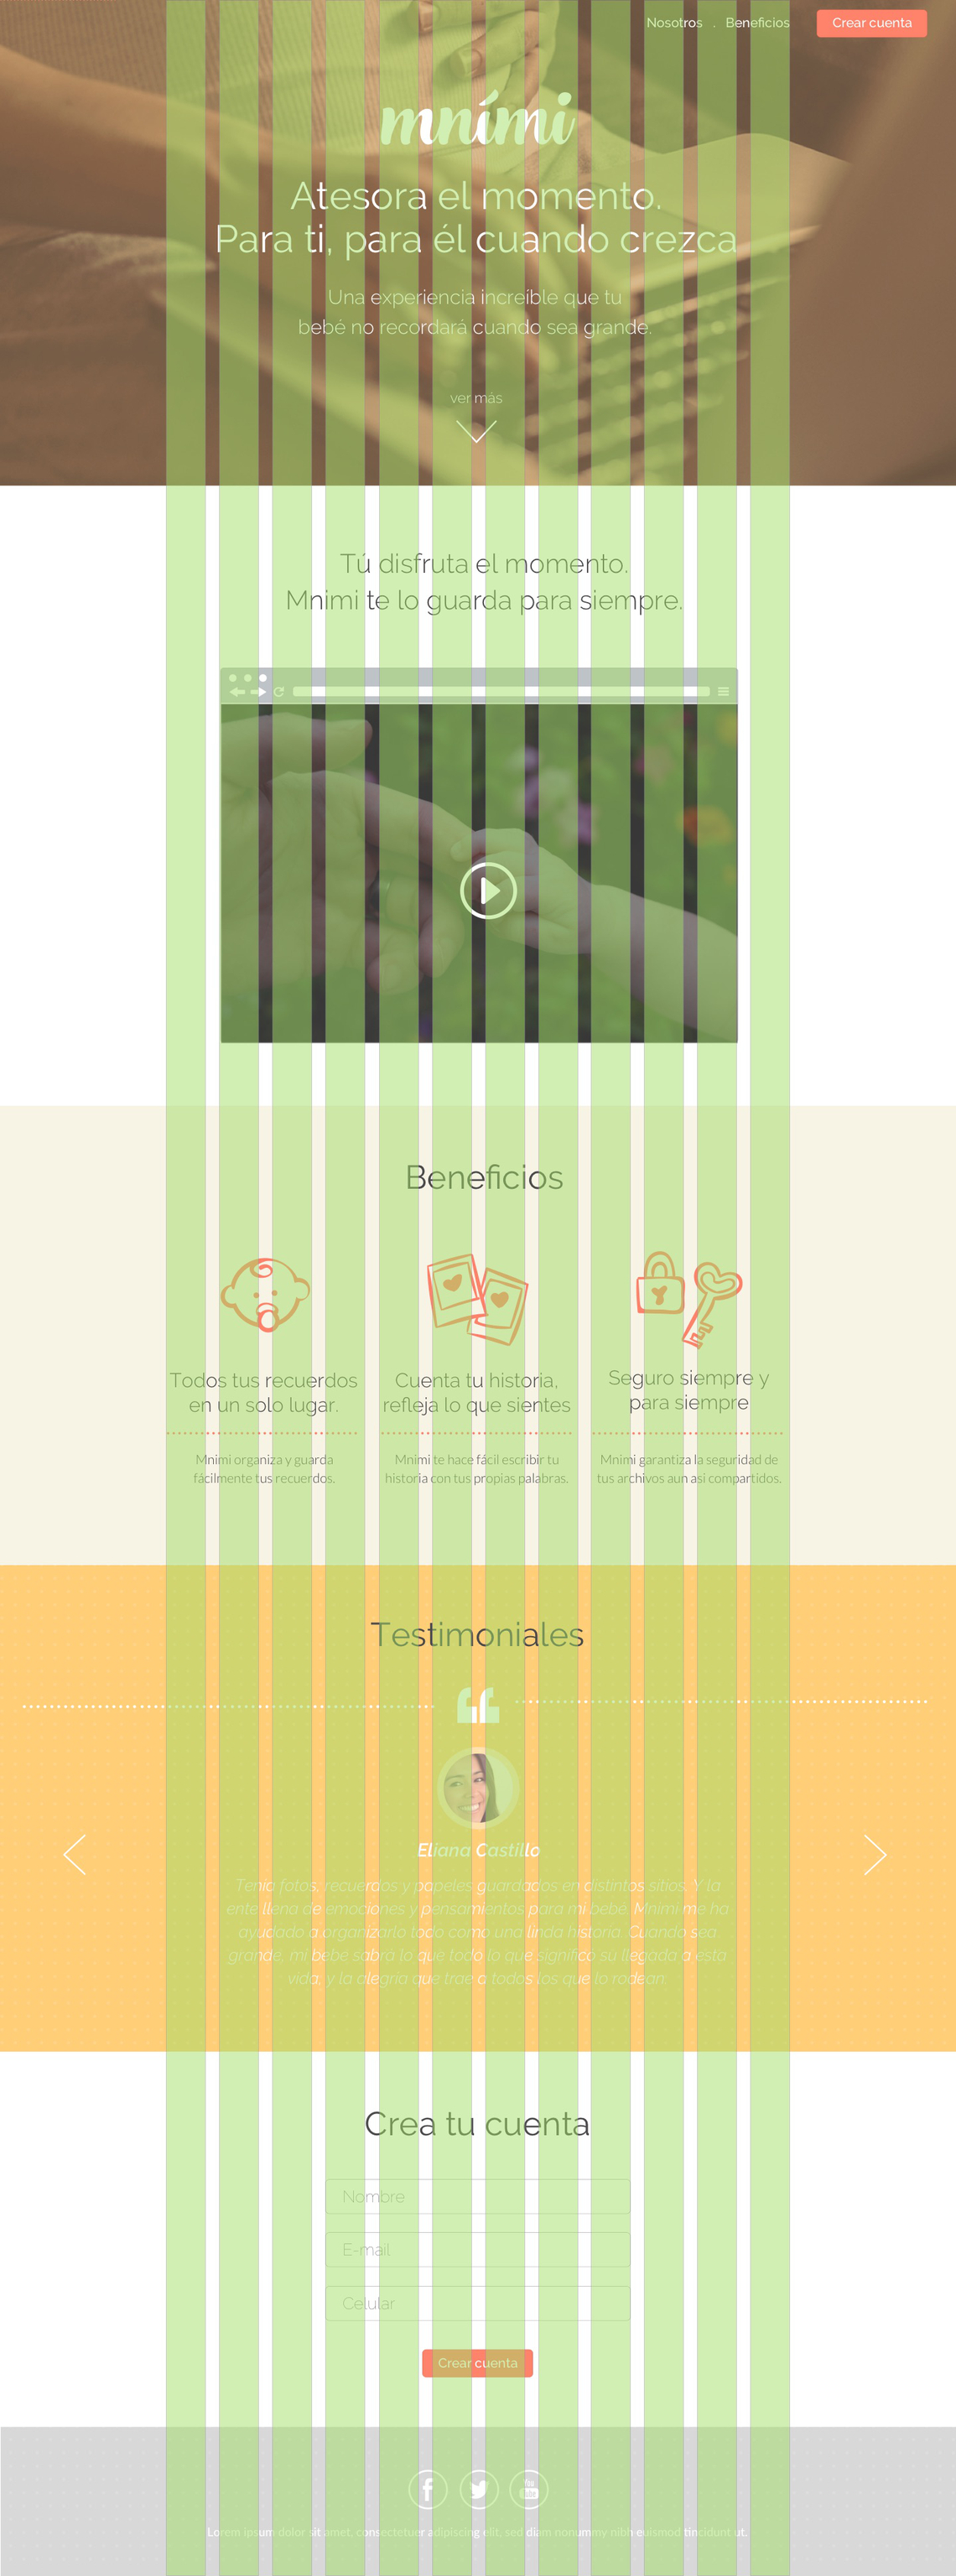 Nosotros . Beneficios Crear cuenta
mními
Atesora el momento.
Para ti, para él cuando crezca
Una experiencia increíble que tu
bebé no recordará cuando sea grande.
ver más
Tú disfruta el momento.
Mnimi te lo guarda para siempre.
Beneficios
Todos tus recuerdos
en un solo lugar.
Mnimi organiza y guarda
fácilmente tus recuerdos.
Cuenta tu historia,
refleja lo que sientes
Mnimi te hace fácil escribir tu
historia con tus propias palabras.
Seguro siempre y
para siempre
Mnimi garantiza la seguridad de
tus archivos aun asi compartidos.
Testimoniales
Eliana Castillo
Tenia fotos, recuerdos y papeles guardados en distintos sitios. Y la
ente llena de emociones y pensamientos para mi bebé. Mnimi me ha
ayudado a organizarlo todo como una linda historia. Cuando sea
grande, mi bebe sabrá lo que todo lo que significo su llegada a esta
vida, y la alegria que trae a todos los que lo rodean.
Crea tu cuenta
Nombre
E-mail
Celular
Crear cuenta
You Tube
Lorem ipsum dolor sit amet, consectetuer adipiscing elit, sed diam nonummy nibh euismod tincidunt ut.